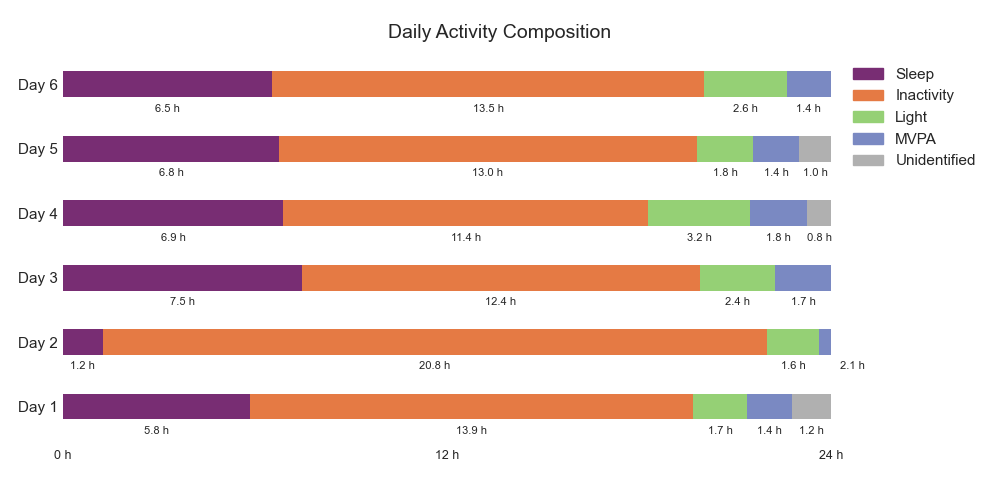 Daily Activity Composition
Day 6
6.5 h 13.5 h 2.6 h 1.4 h
Day 5
6.8 h 13.0 h 1.8 h 1.4 h 1.0 h
Day 4
6.9 h 11.4 h 3.2 h 1.8 h 0.8 h
Day 3
7.5 h 12.4 h 2.4 h 1.7 h
Day 2
1.2 h 20.8 h 1.6 h 2.1 h
Day 1
5.8 h 13.9 h 1.7 h 1.4 h 1.2 h
0 h 12 h 24 h
Sleep
Inactivity
Light
MVPA
Unidentified